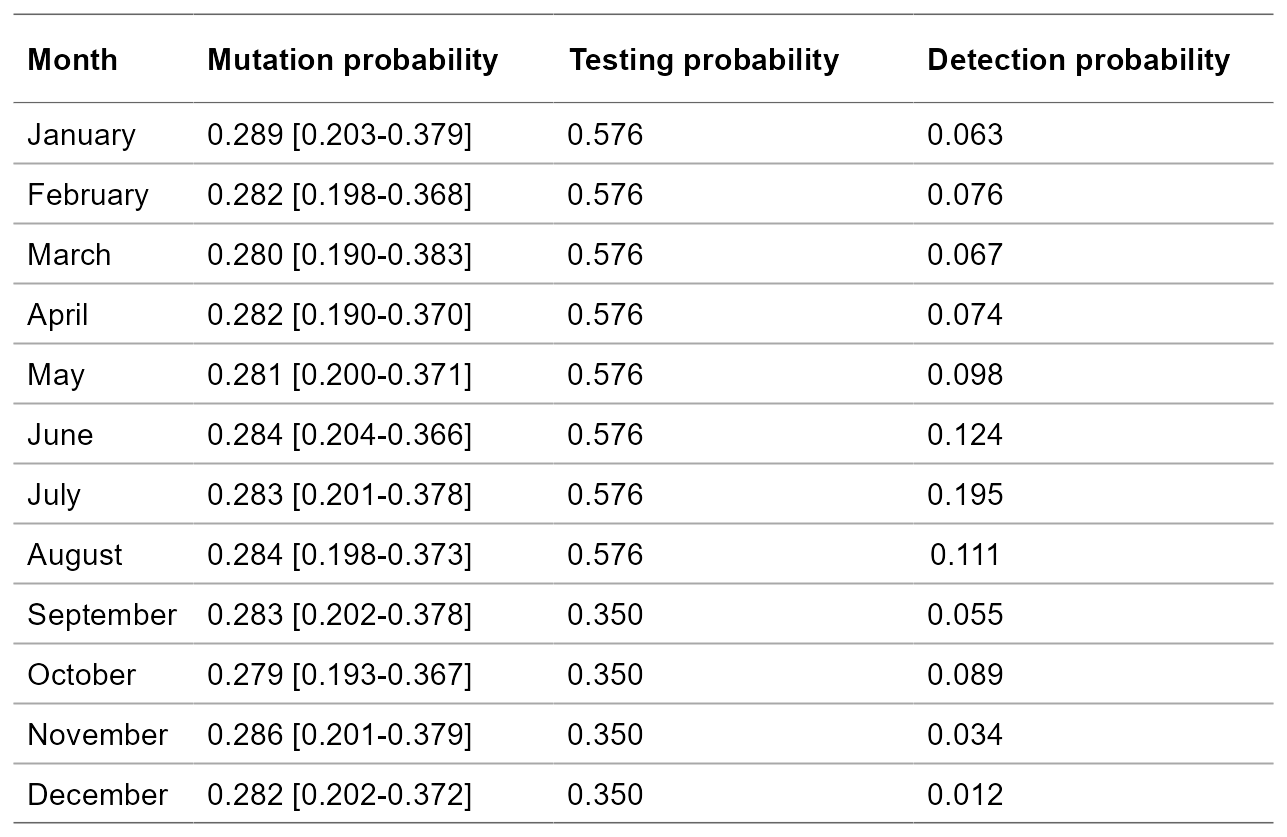 Month Mutation probability Testing probability Detection probability
January 0.289 [0.203-0.379] 0.576 0.063
February 0.282 [0.198-0.368] 0.576 0.076
March 0.280 [0.190-0.383] 0.576 0.067
April 0.282 [0.190-0.370] 0.576 0.074
May 0.281 [0.200-0.371] 0.576 0.098
June 0.284 [0.204-0.366] 0.576 0.124
July 0.283 [0.201-0.378] 0.576 0.195
August 0.284 [0.198-0.373] 0.576 0.111
September 0.283 [0.202-0.378] 0.350 0.055
October 0.279 [0.193-0.367] 0.350 0.089
November 0.286 [0.201-0.379] 0.350 0.034
December 0.282 [0.202-0.372] 0.350 0.012